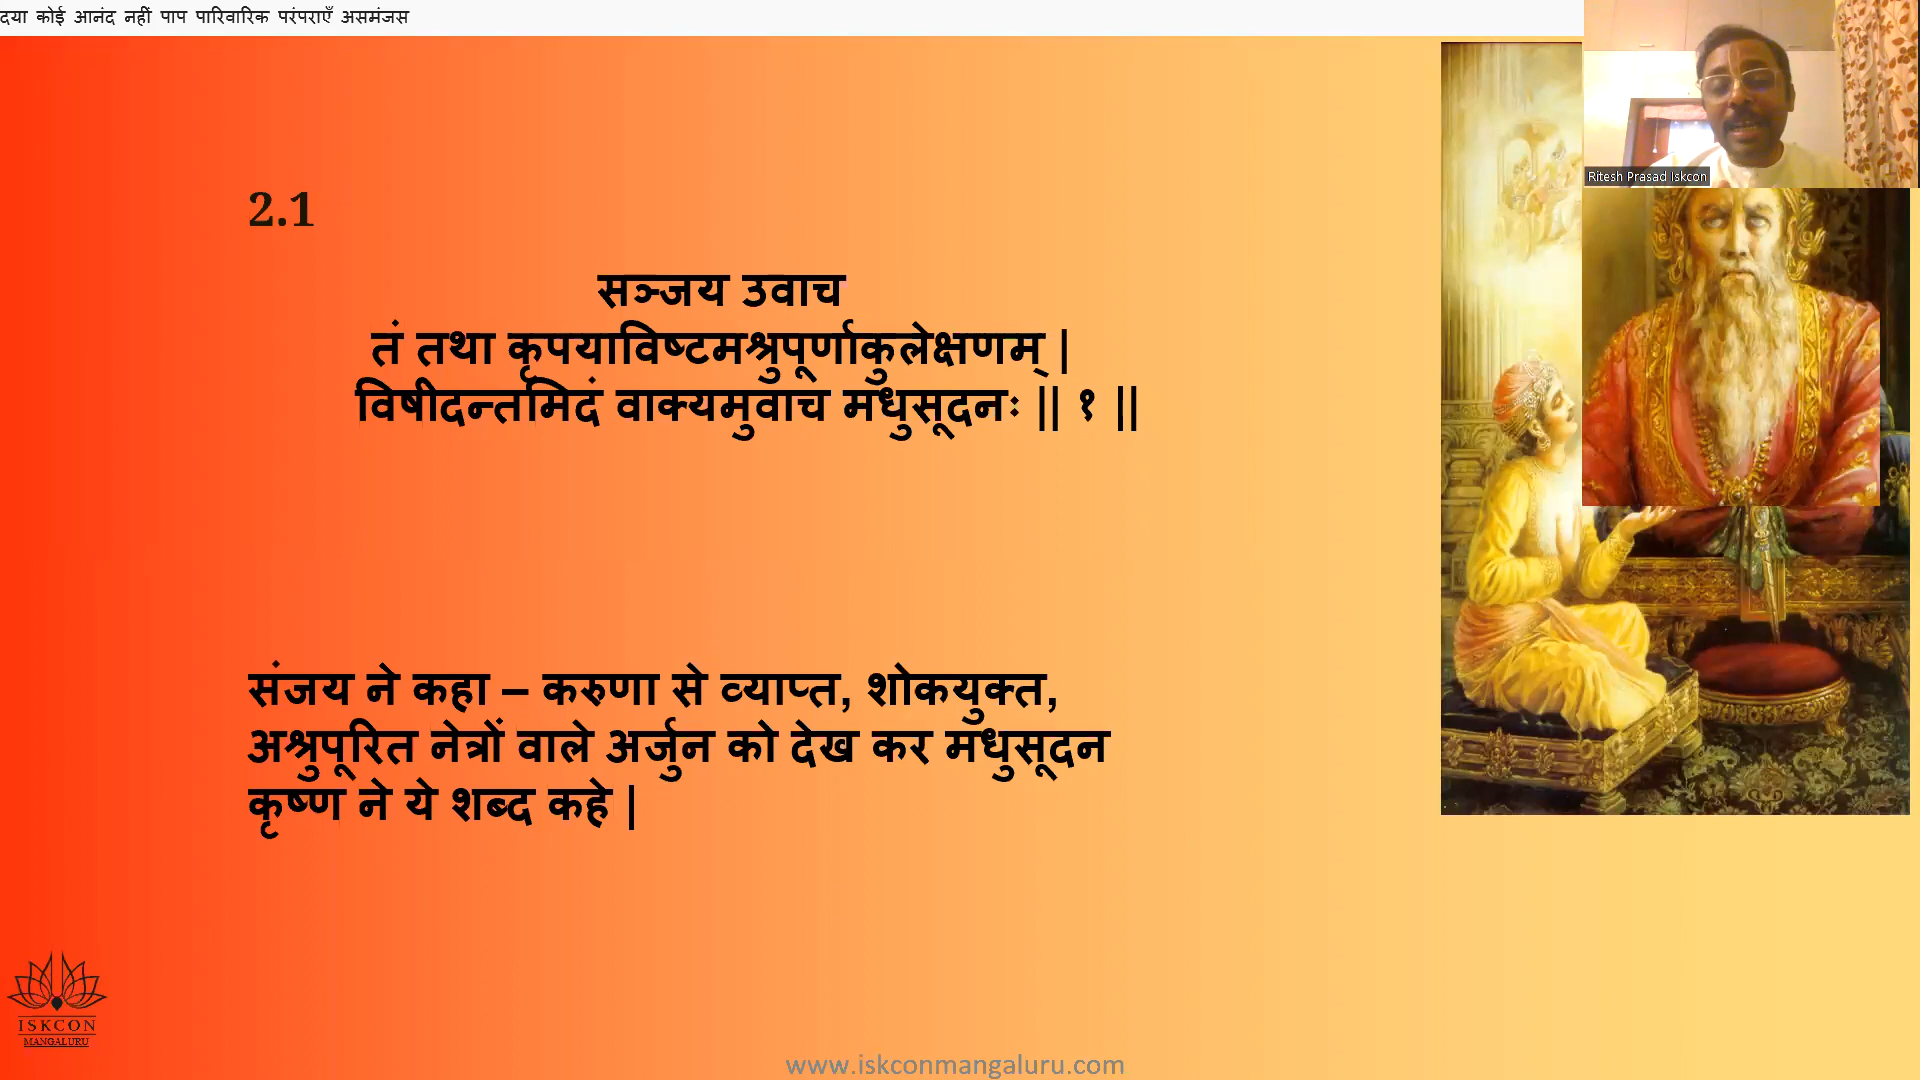 दया कोई आनंद नहीं पाप पारिवारिक परंपराएँ असमंजस
Ritesh Prasad Iskcon
2.1
सञ्जय उवाच
तं तथा कृपयाविष्टमश्रुपूर्णाकुलेक्षणम् |
विषीदन्तमिदं वाक्यमुवाच मधुसूदनः || १ ||
संजय ने कहा – करुणा से व्याप्त, शोकयुक्त,
अश्रुपूरित नेत्रों वाले अर्जुन को देख कर मधुसूदन
कृष्ण ने ये शब्द कहे |
ISKCON
MANGALURU
www.iskconmangaluru.com